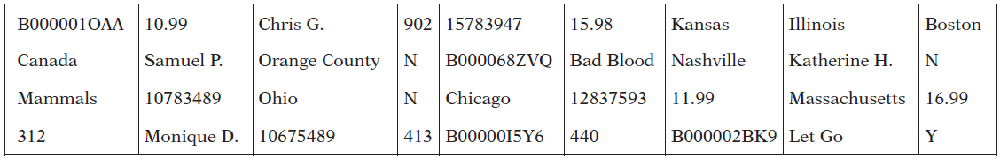 B000001OAA 10.99 Chris G. 902 15783947 15.98 Kansas Illinois Boston
Canada Samuel P. Orange County N B000068ZVQ Bad Blood Nashville Katherine H. N
Mammals 10783489 Ohio N Chicago 12837593 11.99 Massachusetts 16.99
312 Monique D. 10675489 413 B00000I5Y6 440 B000002BK9 Let Go Y